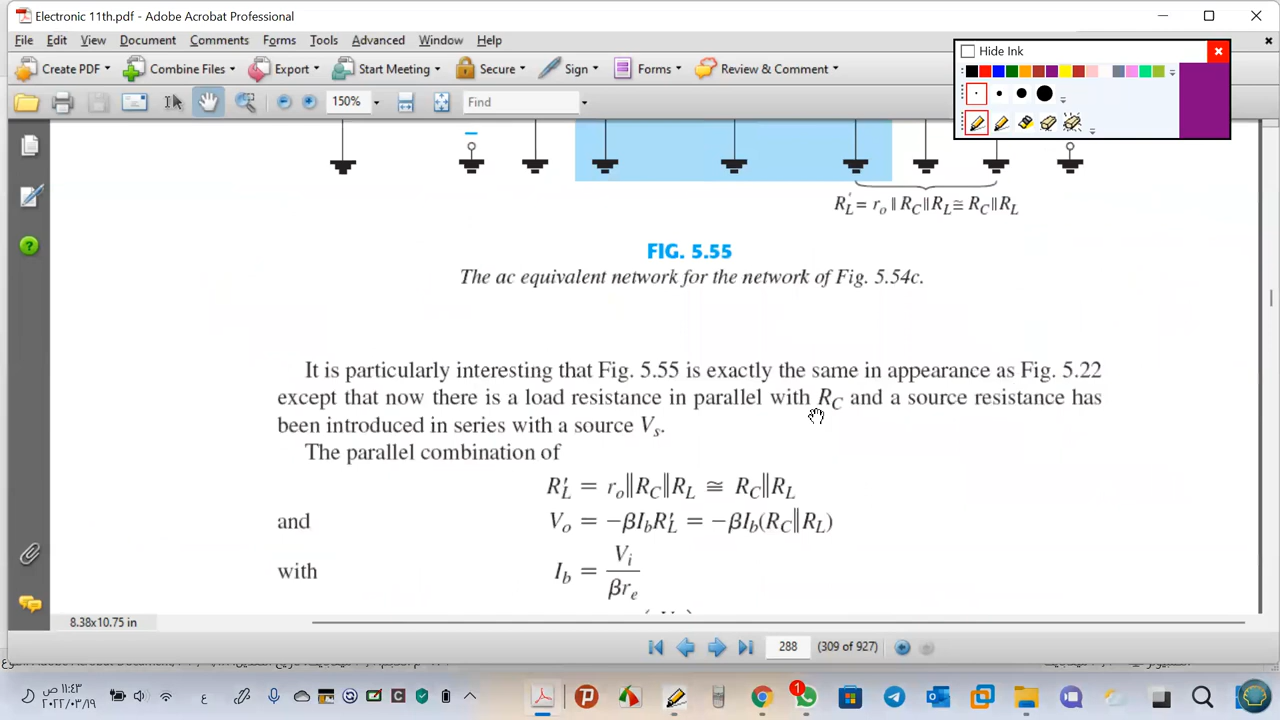 Electronic 11th.pdf - Adobe Acrobat Professional
File Edit View Document Comments Forms Tools Advanced Window Help
Hide Ink
Create PDF Combine Files Export Start Meeting Secure Sign Forms Review & Comment
150% Find
R'L = ro || RC || RL ≅ RC || RL
FIG. 5.55
The ac equivalent network for the network of Fig. 5.54c.
It is particularly interesting that Fig. 5.55 is exactly the same in appearance as Fig. 5.22
except that now there is a load resistance in parallel with RC and a source resistance has
been introduced in series with a source Vs.
The parallel combination of
R'L = ro||RC||RL ≅ RC||RL
and Vo = −βIbR'L = −βIb(RC||RL)
with Ib = Vi / βre
8.38x10.75 in
288 (309 of 927)
١١:٤٣ ص
٢٠٢٢/٠٣/١٩
ع
1